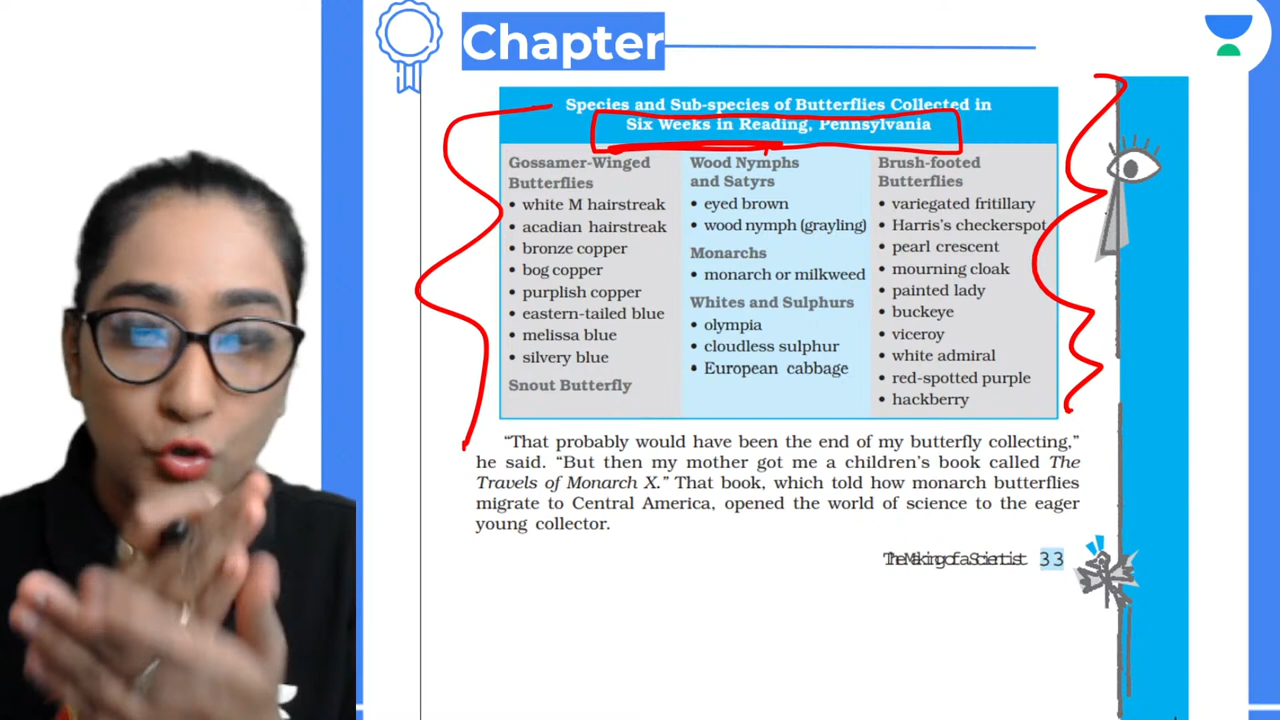 Chapter
Species and Sub-species of Butterflies Collected in
Six Weeks in Reading, Pennsylvania
Gossamer-Winged
Butterflies
• white M hairstreak
• acadian hairstreak
• bronze copper
• bog copper
• purplish copper
• eastern-tailed blue
• melissa blue
• silvery blue
Snout Butterfly
Wood Nymphs
and Satyrs
• eyed brown
• wood nymph (grayling)
Monarchs
• monarch or milkweed
Whites and Sulphurs
• olympia
• cloudless sulphur
• European cabbage
Brush-footed
Butterflies
• variegated fritillary
• Harris's checkerspot
• pearl crescent
• mourning cloak
• painted lady
• buckeye
• viceroy
• white admiral
• red-spotted purple
• hackberry
“That probably would have been the end of my butterfly collecting,”
he said. “But then my mother got me a children's book called The
Travels of Monarch X.” That book, which told how monarch butterflies
migrate to Central America, opened the world of science to the eager
young collector.
The Making of a Scientist 33